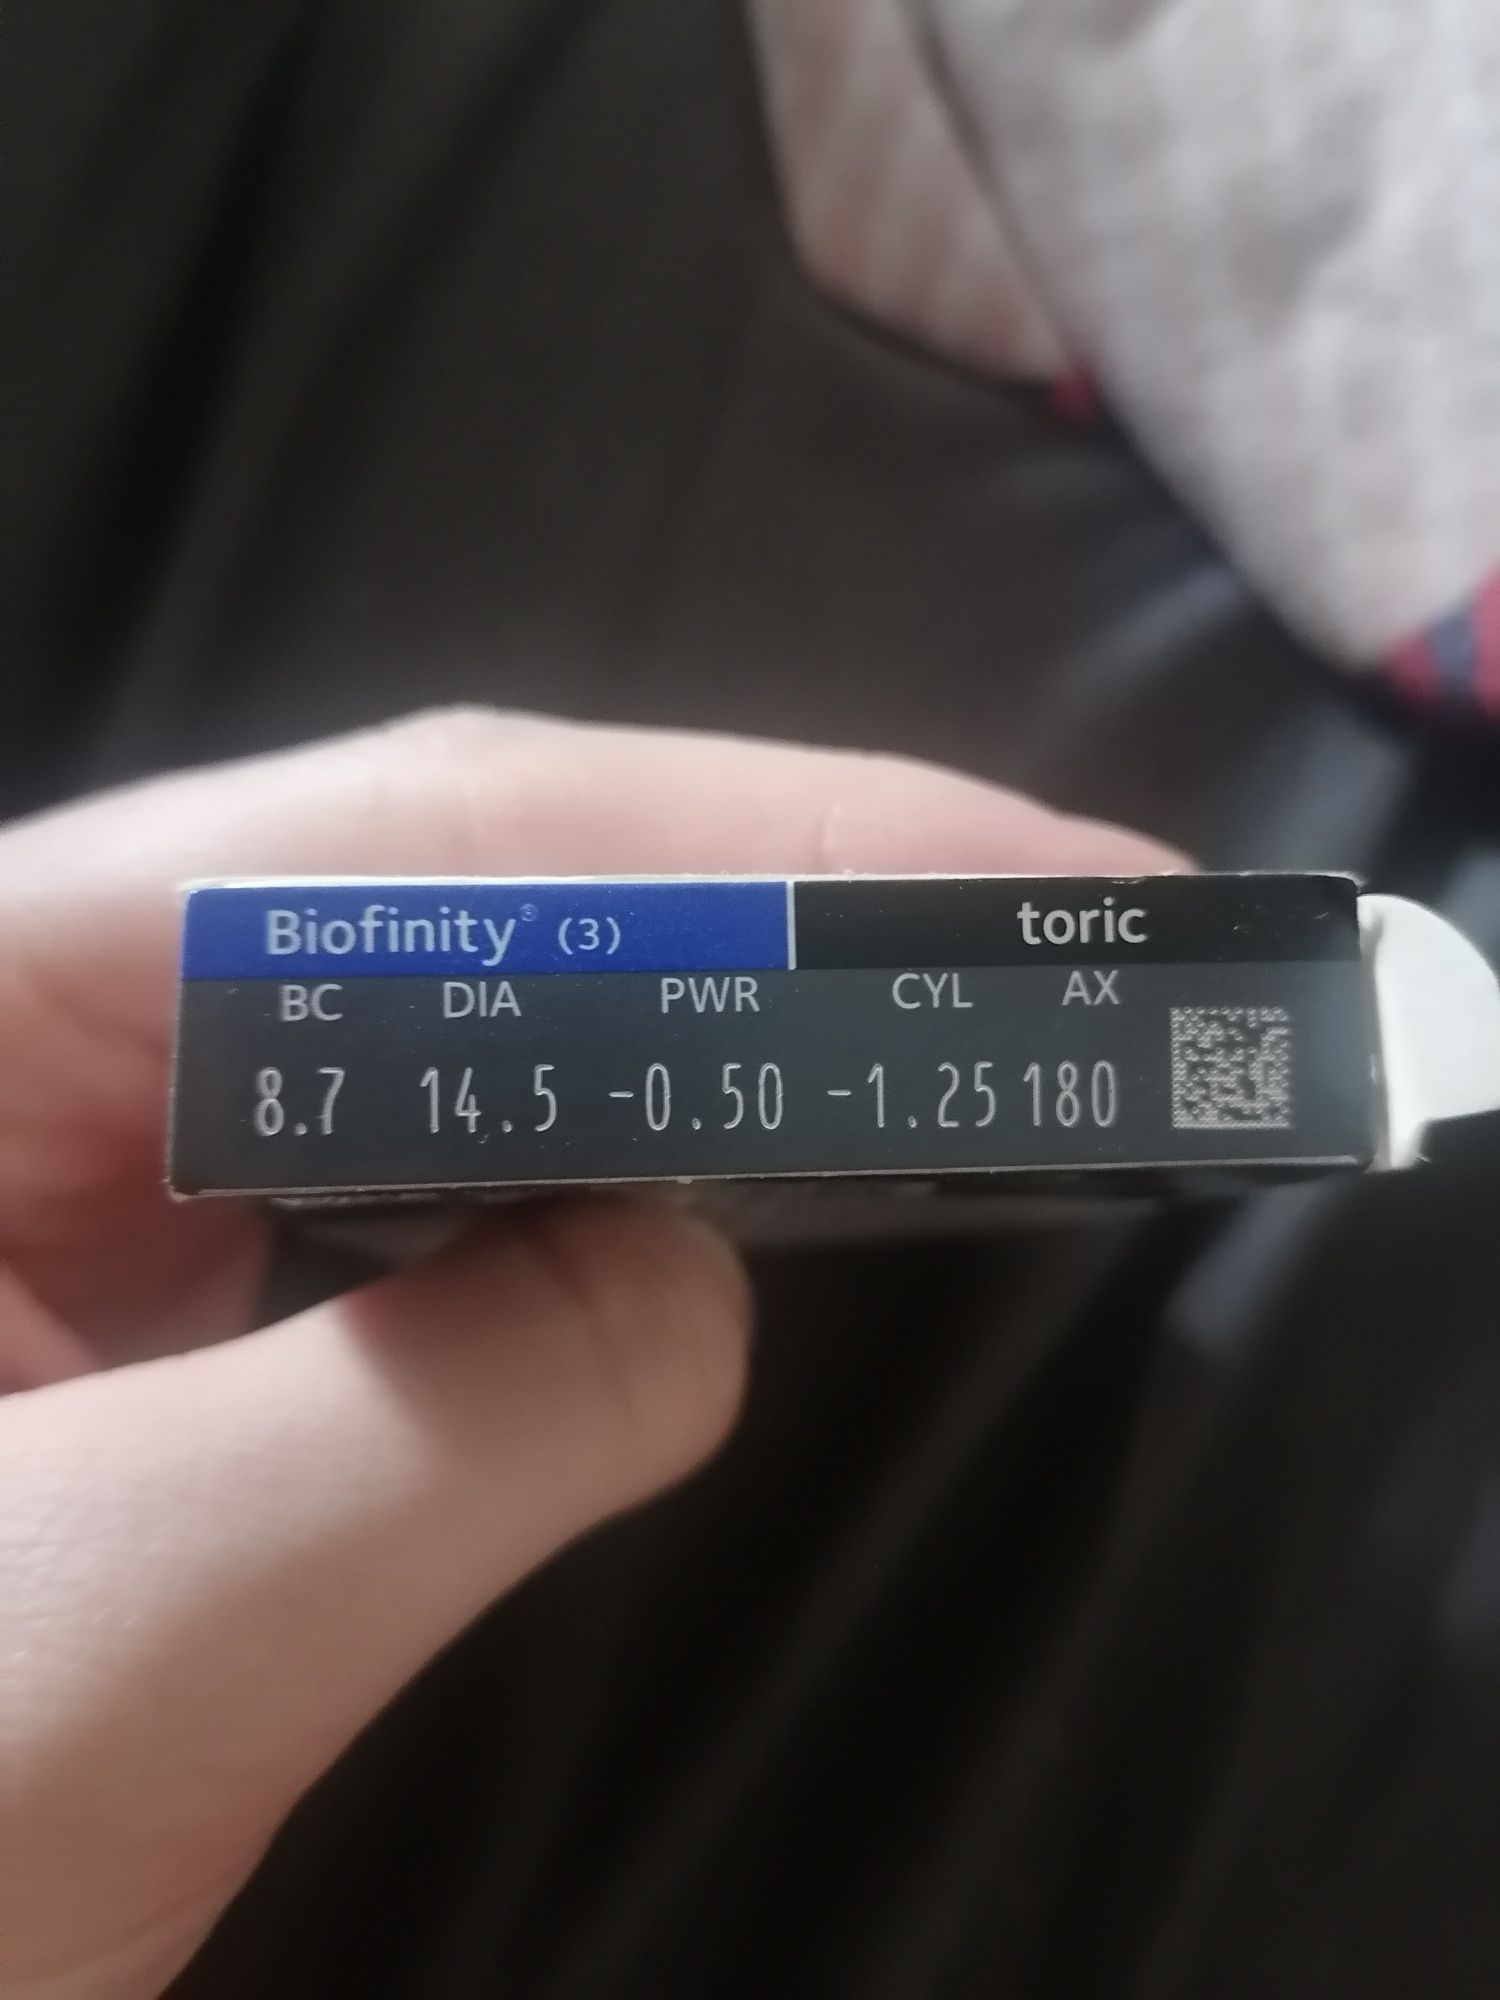 Biofinity® (3) toric
BC DIA PWR CYL AX
8.7 14.5 -0.50 -1.25 180